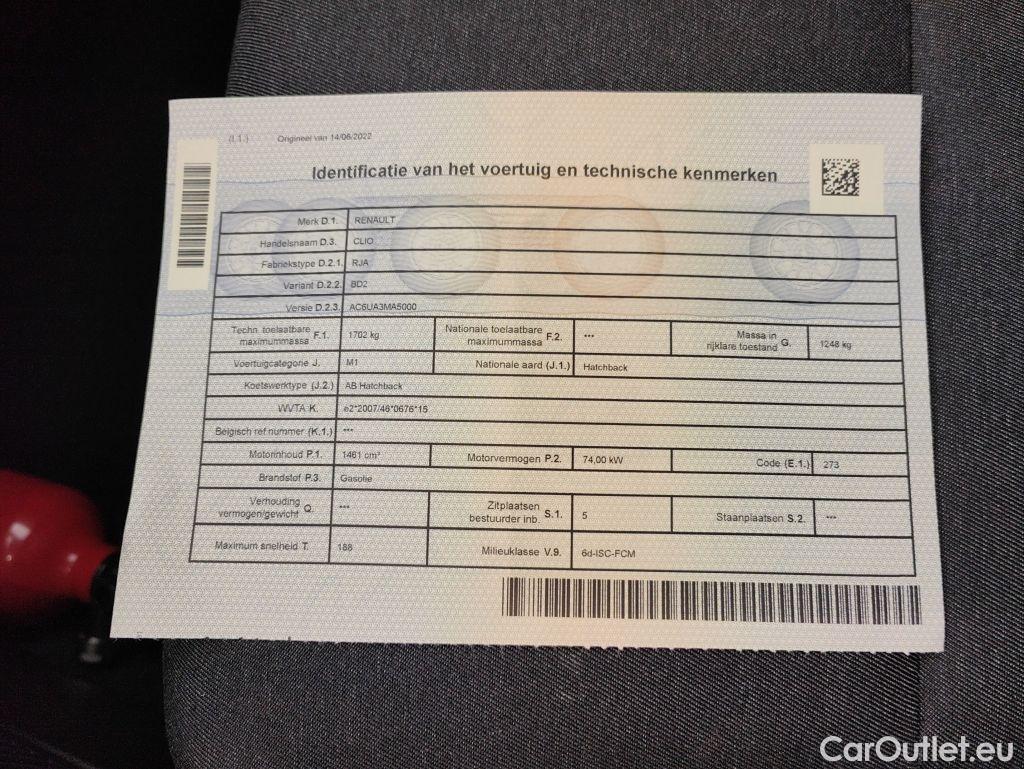 (I.1.) Origineel van 14/06/2022
Identificatie van het voertuig en technische kenmerken
Merk D.1. RENAULT
Handelsnaam D.3. CLIO
Fabriekstype D.2.1. RJA
Variant D.2.2. BD2
Versie D.2.3. AC6UA3MA5000
Techn. toelaatbare maximummassa F.1. 1702 kg Nationale toelaatbare maximummassa F.2. *** Massa in rijklare toestand G. 1248 kg
Voertuigcategorie J. M1 Nationale aard (J.1.) Hatchback
Koetswerktype (J.2.) AB Hatchback
WVTA K. e2*2007/46*0676*15
Belgisch ref nummer (K.1.) ***
Motorinhoud P.1. 1461 cm³ Motorvermogen P.2. 74,00 kW Code (E.1.) 273
Brandstof P.3. Gasolie
Verhouding vermogen/gewicht Q. *** Zitplaatsen bestuurder inb. S.1. 5 Staanplaatsen S.2. ***
Maximum snelheid T. 188 Milieuklasse V.9. 6d-ISC-FCM
CarOutlet.eu